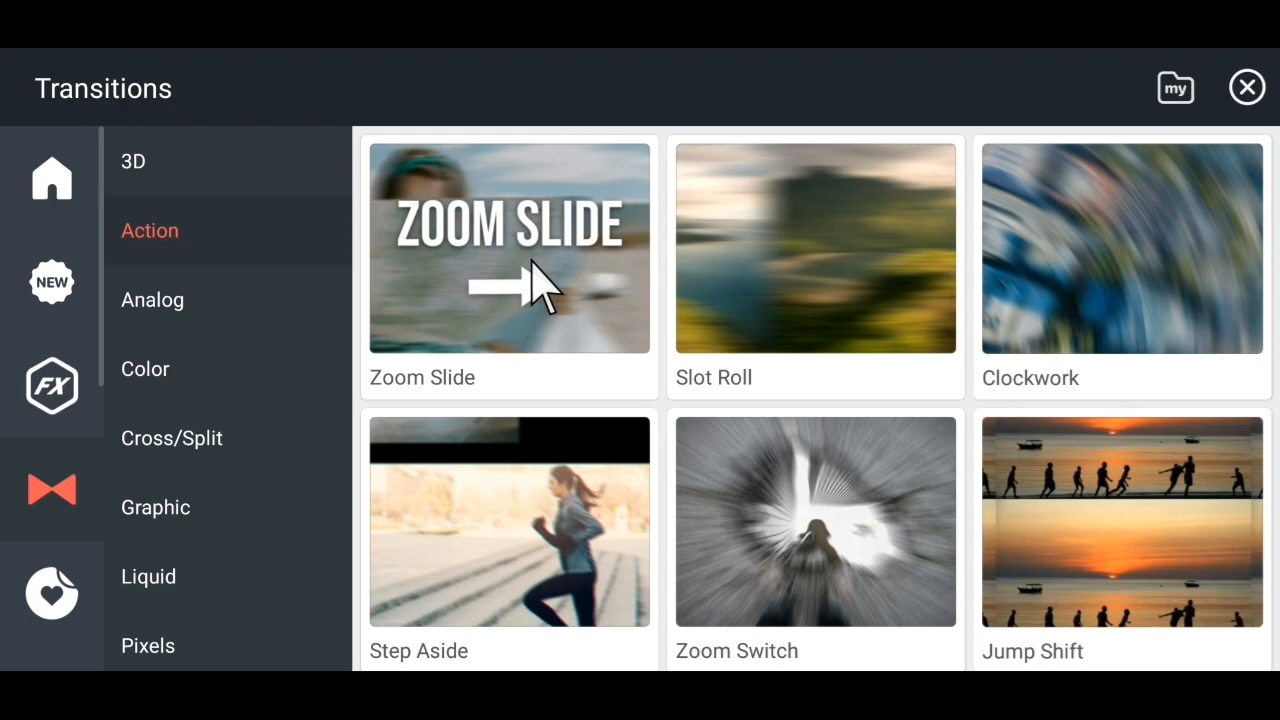 Transitions
my
3D
Action
Analog
Color
Cross/Split
Graphic
Liquid
Pixels
NEW
FX
ZOOM SLIDE
Zoom Slide
Slot Roll
Clockwork
Step Aside
Zoom Switch
Jump Shift